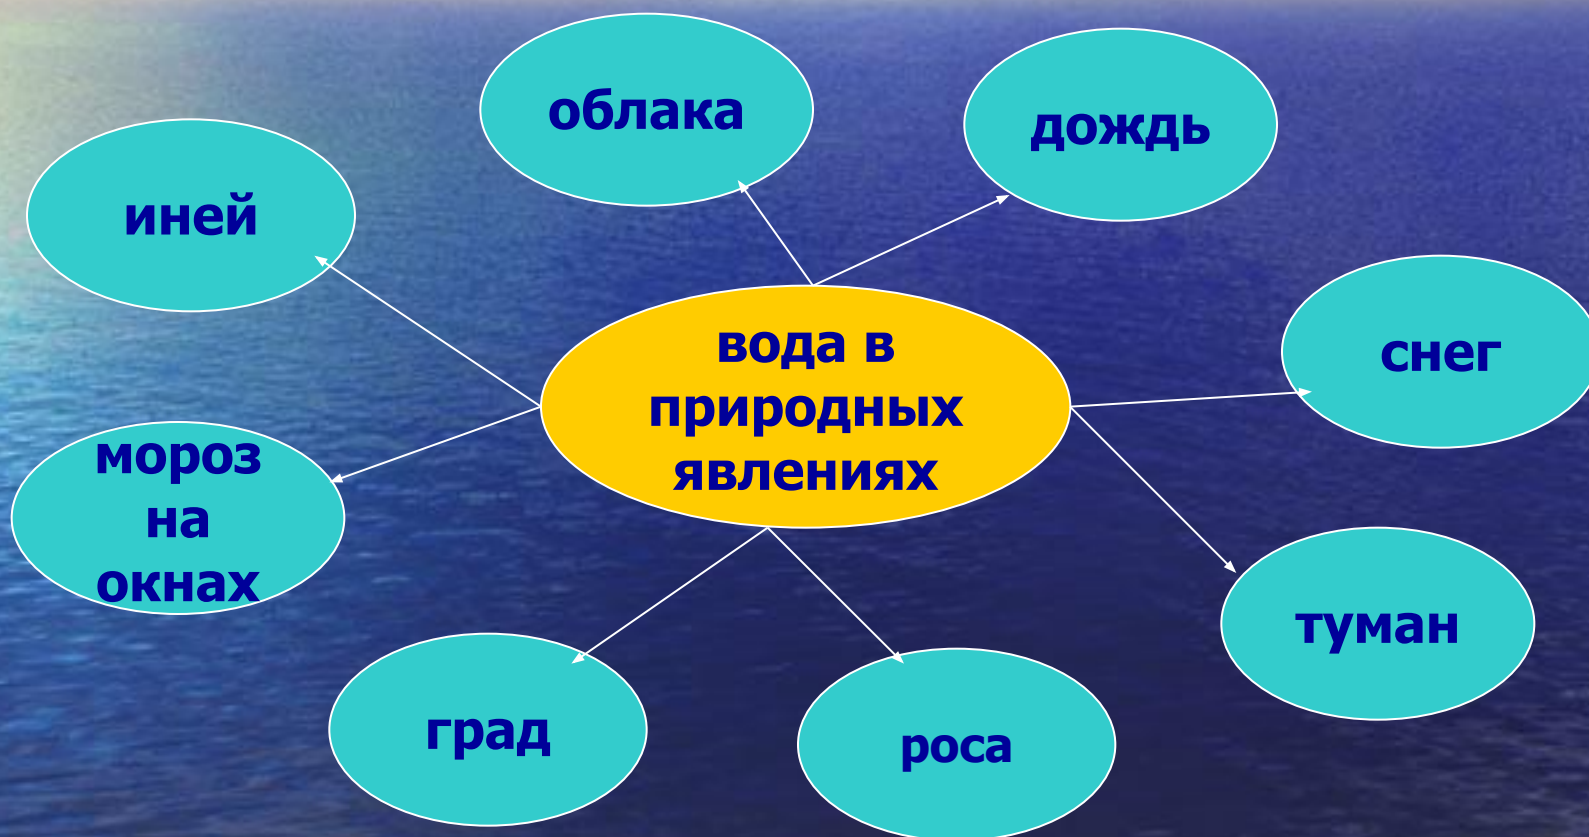 облака
дождь
иней
вода в
природных
явлениях
снег
мороз
на
окнах
туман
град
роса